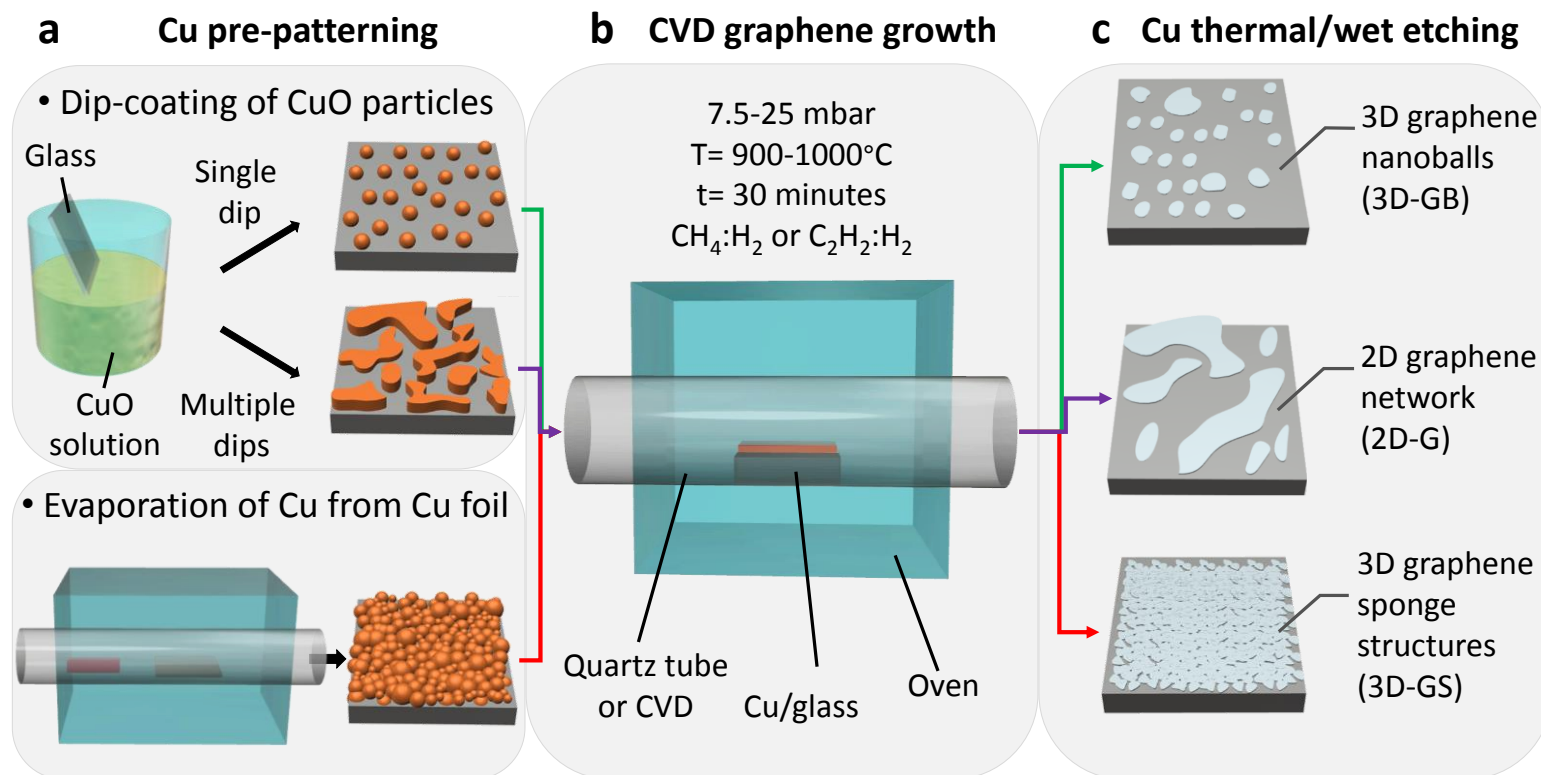 a Cu pre-patterning
• Dip-coating of CuO particles
Glass
Single
dip
CuO
solution
Multiple
dips
• Evaporation of Cu from Cu foil
b CVD graphene growth
7.5-25 mbar
T= 900-1000°C
t= 30 minutes
CH₄:H₂ or C₂H₂:H₂
Quartz tube
or CVD
Cu/glass
Oven
c Cu thermal/wet etching
3D graphene
nanoballs
(3D-GB)
2D graphene
network
(2D-G)
3D graphene
sponge
structures
(3D-GS)